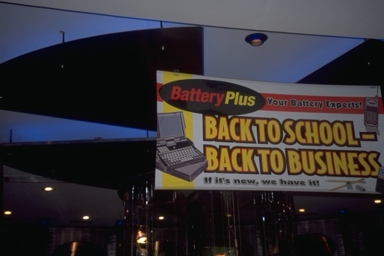 BatteryPlus Your Battery Experts!
BACK TO SCHOOL -
BACK TO BUSINESS
If it's new, we have it!